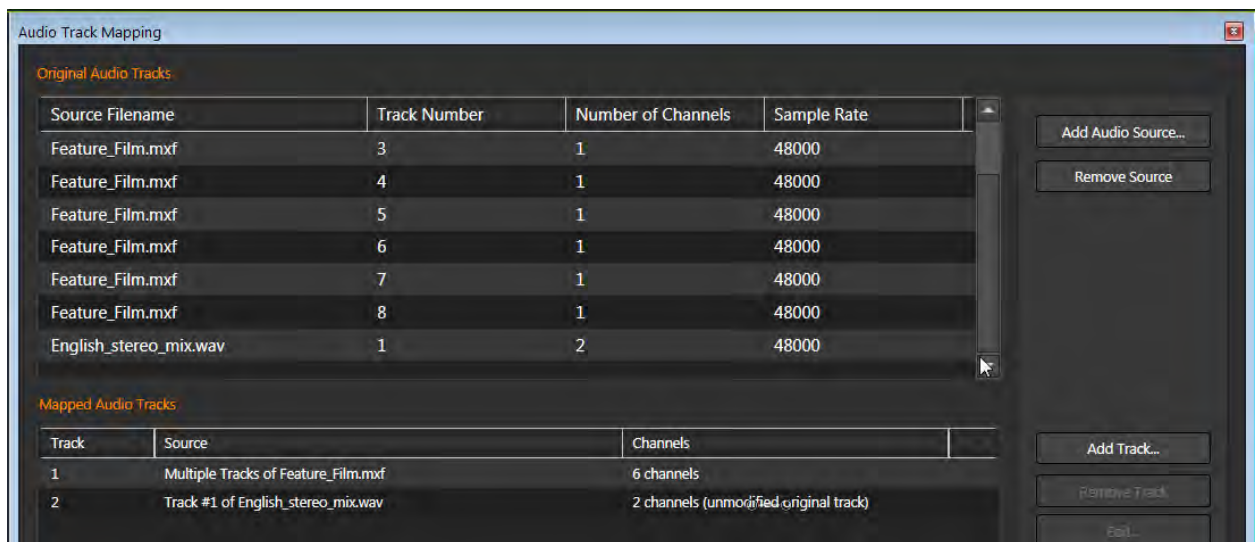 Audio Track Mapping
Original Audio Tracks
Source Filename Track Number Number of Channels Sample Rate
Feature_Film.mxf 3 1 48000
Feature_Film.mxf 4 1 48000
Feature_Film.mxf 5 1 48000
Feature_Film.mxf 6 1 48000
Feature_Film.mxf 7 1 48000
Feature_Film.mxf 8 1 48000
English_stereo_mix.wav 1 2 48000
Add Audio Source...
Remove Source
Mapped Audio Tracks
Track Source Channels
1 Multiple Tracks of Feature_Film.mxf 6 channels
2 Track #1 of English_stereo_mix.wav 2 channels (unmodified original track)
Add Track...
Remove Track
Edit...